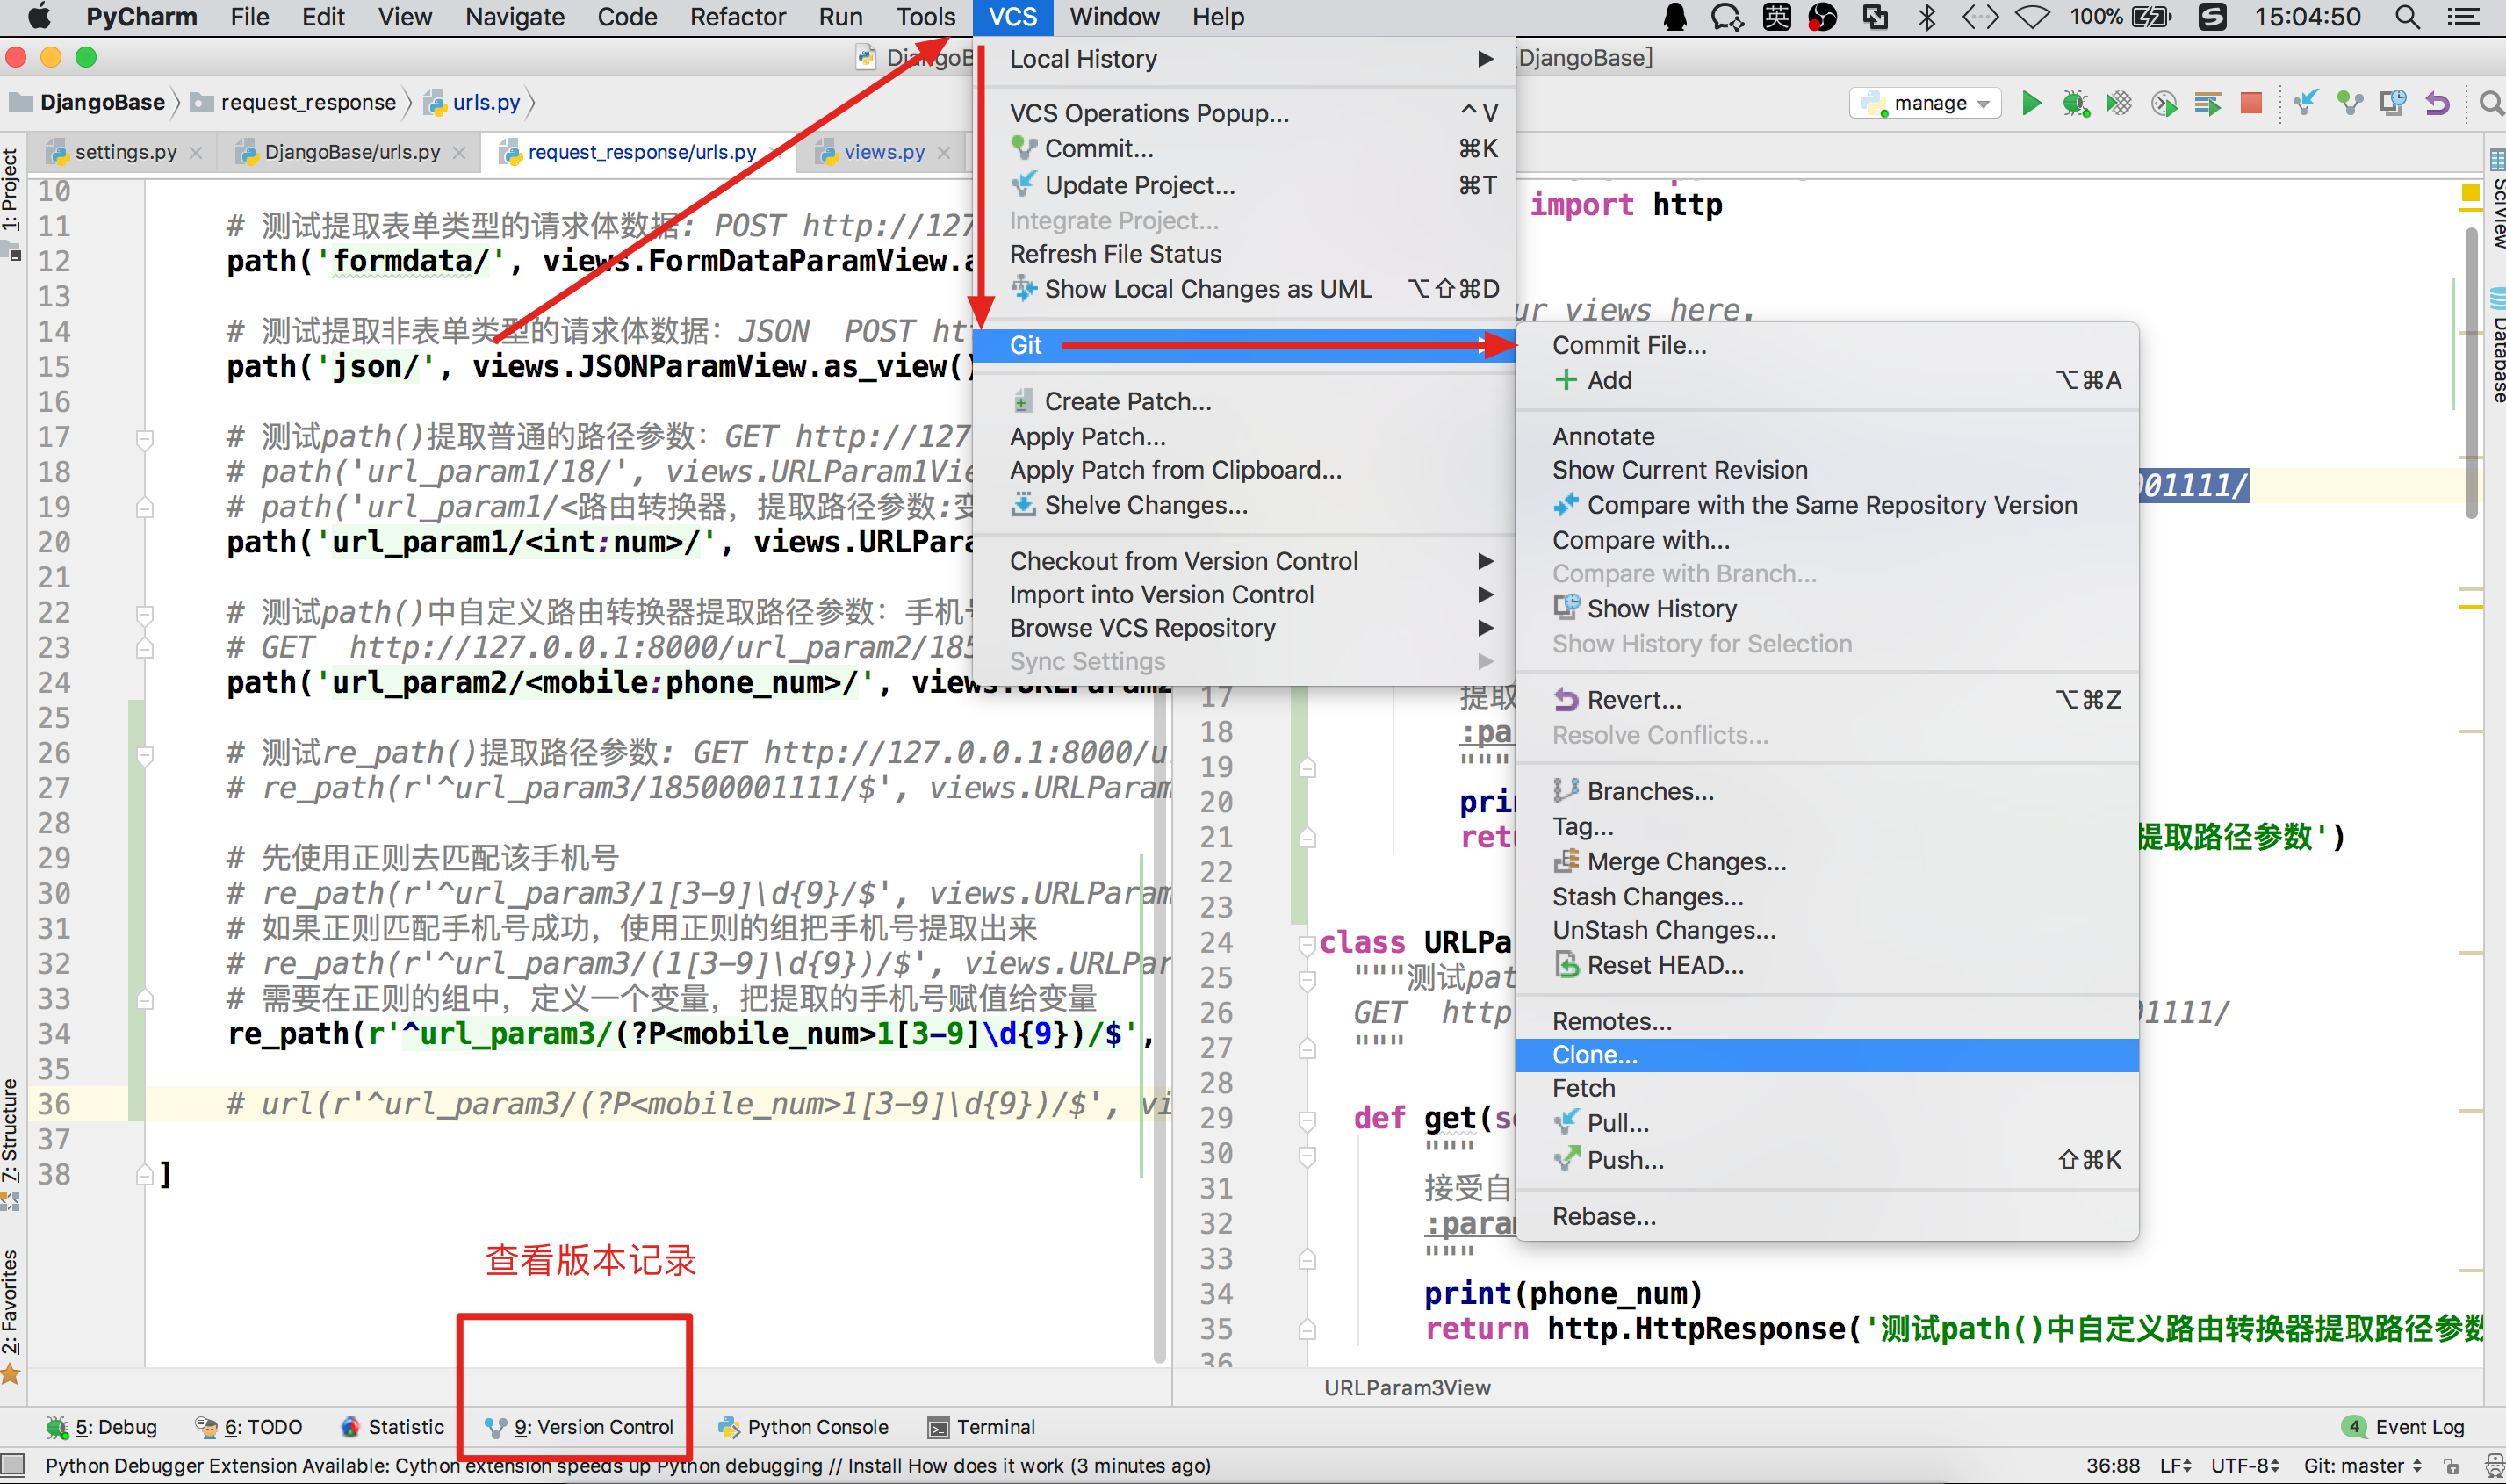 PyCharm File Edit View Navigate Code Refactor Run Tools VCS Window Help 英 100% 15:04:50
[DjangoBase]
DjangoBase request_response urls.py manage
settings.py DjangoBase/urls.py request_response/urls.py views.py
1: Project
7: Structure
2: Favorites
SciView
Database
10
11 # 测试提取表单类型的请求体数据: POST http://127
12 path('formdata/', views.FormDataParamView.a
13
14 # 测试提取非表单类型的请求体数据: JSON POST ht
15 path('json/', views.JSONParamView.as_view()
16
17 # 测试path()提取普通的路径参数: GET http://127
18 # path('url_param1/18/', views.URLParam1Vie
19 # path('url_param1/<路由转换器, 提取路径参数:变
20 path('url_param1/<int:num>/', views.URLPara
21
22 # 测试path()中自定义路由转换器提取路径参数: 手机号
23 # GET http://127.0.0.1:8000/url_param2/185
24 path('url_param2/<mobile:phone_num>/', views.URLParam2
25
26 # 测试re_path()提取路径参数: GET http://127.0.0.1:8000/u
27 # re_path(r'^url_param3/18500001111/$', views.URLParam
28
29 # 先使用正则去匹配该手机号
30 # re_path(r'^url_param3/1[3-9]\d{9}/$', views.URLParam
31 # 如果正则匹配手机号成功, 使用正则的组把手机号提取出来
32 # re_path(r'^url_param3/(1[3-9]\d{9})/$', views.URLPar
33 # 需要在正则的组中, 定义一个变量, 把提取的手机号赋值给变量
34 re_path(r'^url_param3/(?P<mobile_num>1[3-9]\d{9})/$',
35
36 # url(r'^url_param3/(?P<mobile_num>1[3-9]\d{9})/$', vi
37
38 ]
查看版本记录
Local History
VCS Operations Popup... ^V
Commit... ⌘K
Update Project... ⌘T
Integrate Project...
Refresh File Status
Show Local Changes as UML ⌥⇧⌘D
Git
Create Patch...
Apply Patch...
Apply Patch from Clipboard...
Shelve Changes...
Checkout from Version Control
Import into Version Control
Browse VCS Repository
Sync Settings
Commit File...
Add ⌥⌘A
Annotate
Show Current Revision
Compare with the Same Repository Version
Compare with...
Compare with Branch...
Show History
Show History for Selection
Revert... ⌥⌘Z
Resolve Conflicts...
Branches...
Tag...
Merge Changes...
Stash Changes...
UnStash Changes...
Reset HEAD...
Remotes...
Clone...
Fetch
Pull...
Push... ⇧⌘K
Rebase...
import http
ur views here.
001111/
17 提取
18 :pa
19 """
20 pri
21 ret 提取路径参数')
22
23
24 class URLPa
25 """测试pat
26 GET http 01111/
27 """
28
29 def get(se
30 """
31 接受自
32 :param
33 """
34 print(phone_num)
35 return http.HttpResponse('测试path()中自定义路由转换器提取路径参数
36
URLParam3View
5: Debug 6: TODO Statistic 9: Version Control Python Console Terminal 4 Event Log
Python Debugger Extension Available: Cython extension speeds up Python debugging // Install How does it work (3 minutes ago) 36:88 LF UTF-8 Git: master